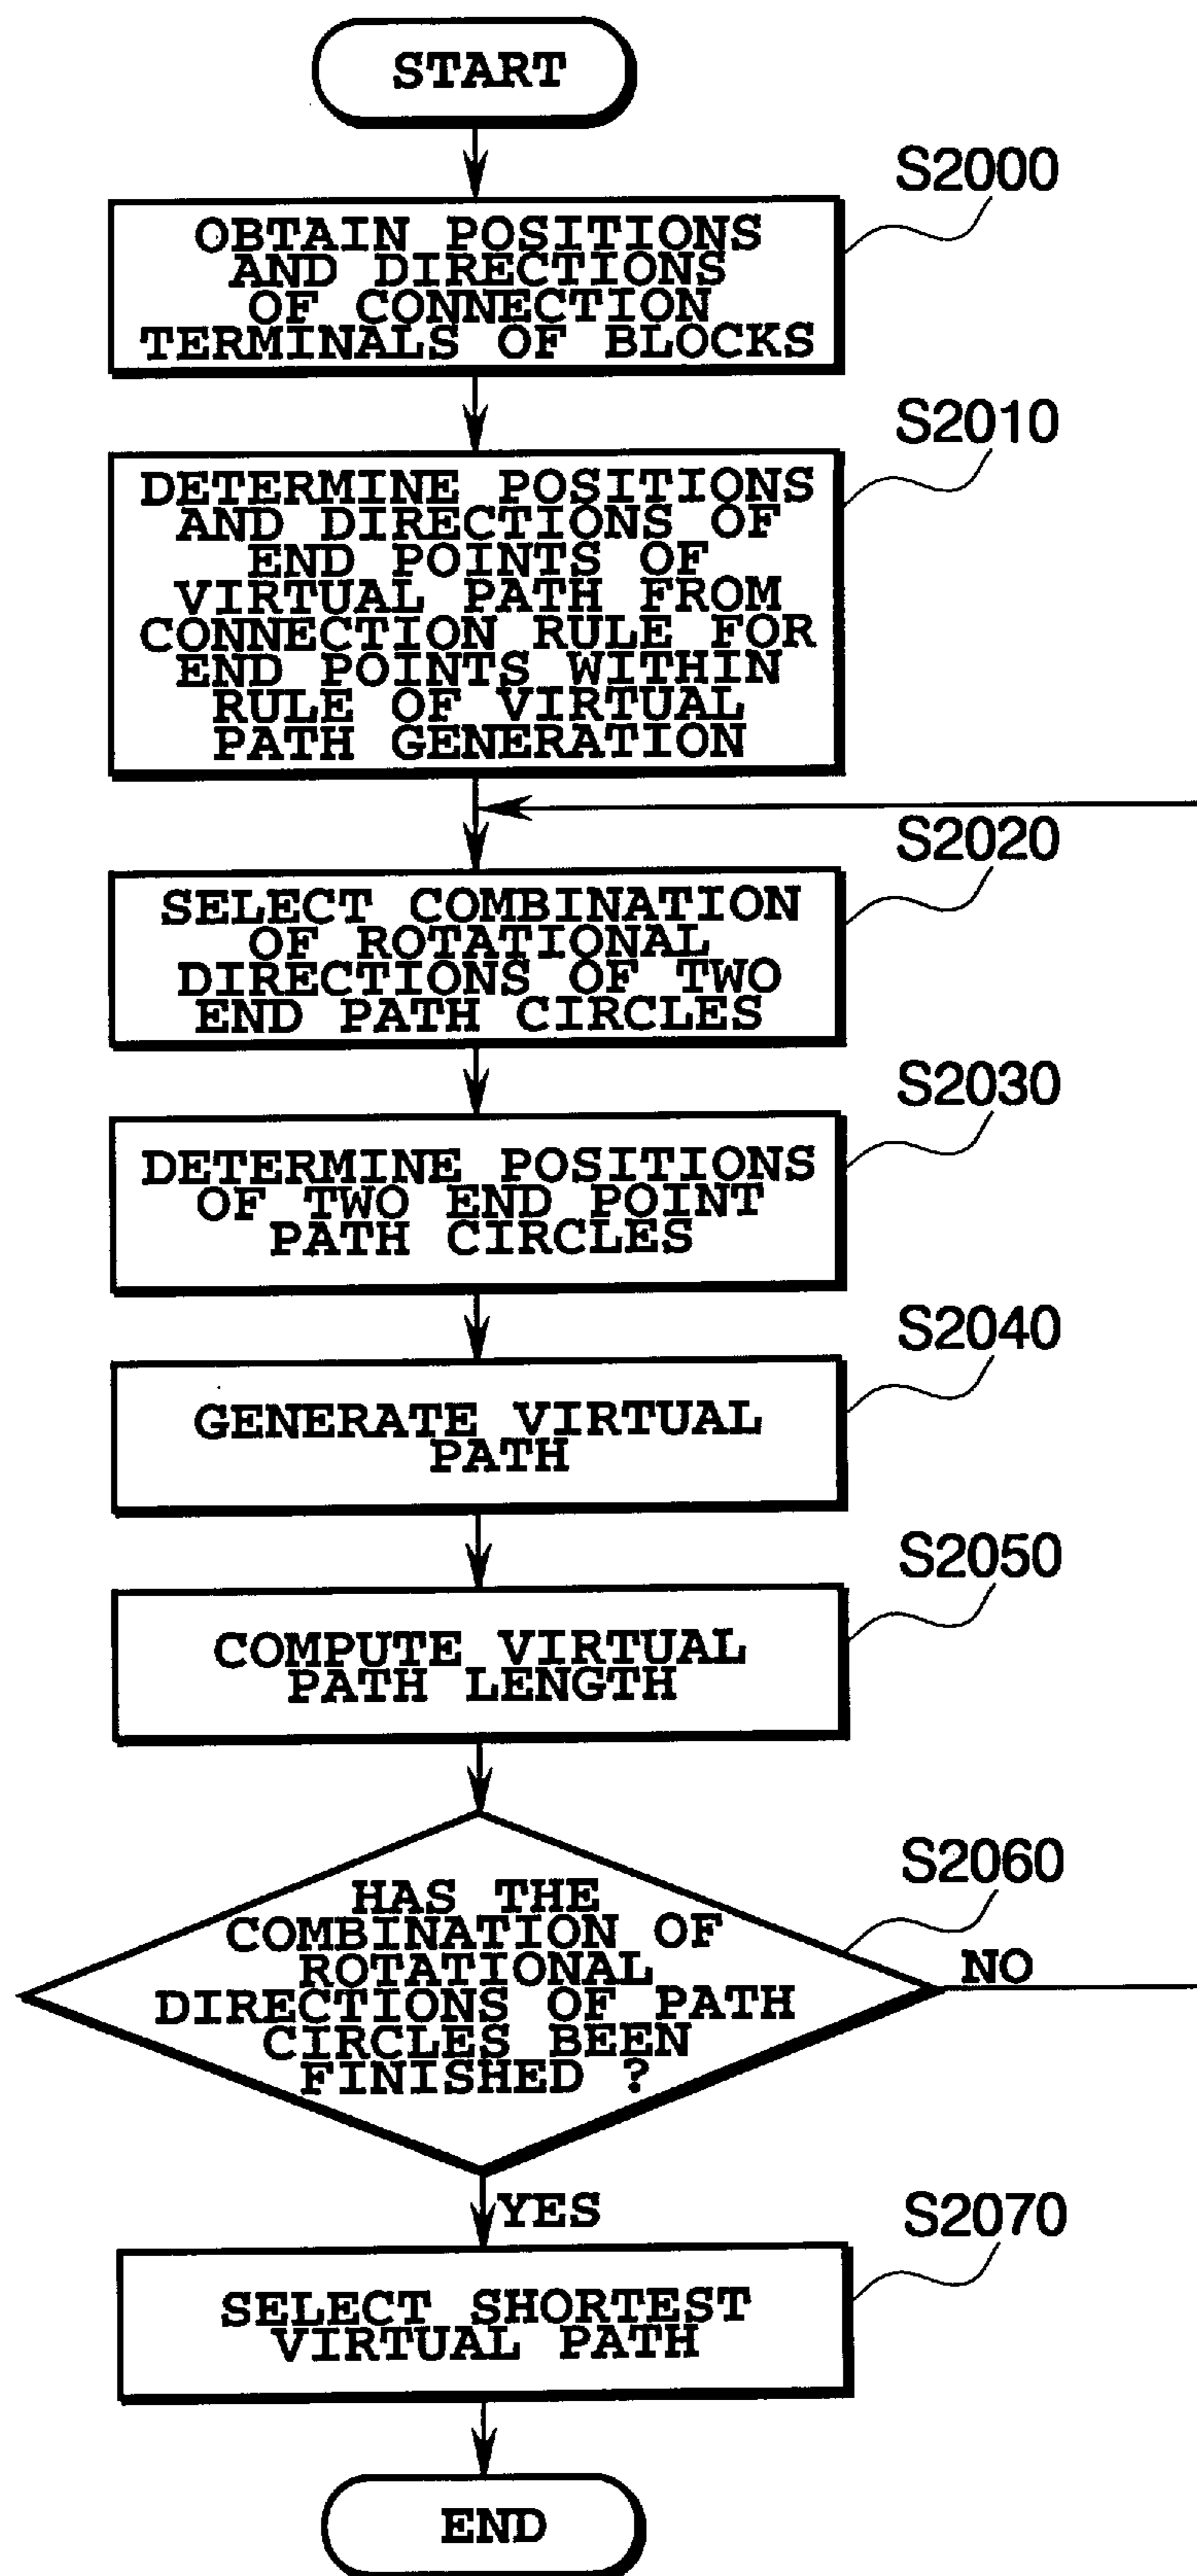 START
S2000
OBTAIN POSITIONS
AND DIRECTIONS
OF CONNECTION
TERMINALS OF BLOCKS
S2010
DETERMINE POSITIONS
AND DIRECTIONS OF
END POINTS OF
VIRTUAL PATH FROM
CONNECTION RULE FOR
END POINTS WITHIN
RULE OF VIRTUAL
PATH GENERATION
S2020
SELECT COMBINATION
OF ROTATIONAL
DIRECTIONS OF TWO
END PATH CIRCLES
S2030
DETERMINE POSITIONS
OF TWO END POINT
PATH CIRCLES
S2040
GENERATE VIRTUAL
PATH
S2050
COMPUTE VIRTUAL
PATH LENGTH
S2060
HAS THE
COMBINATION OF
ROTATIONAL
DIRECTIONS OF PATH
CIRCLES BEEN
FINISHED ?
NO
YES
S2070
SELECT SHORTEST
VIRTUAL PATH
END